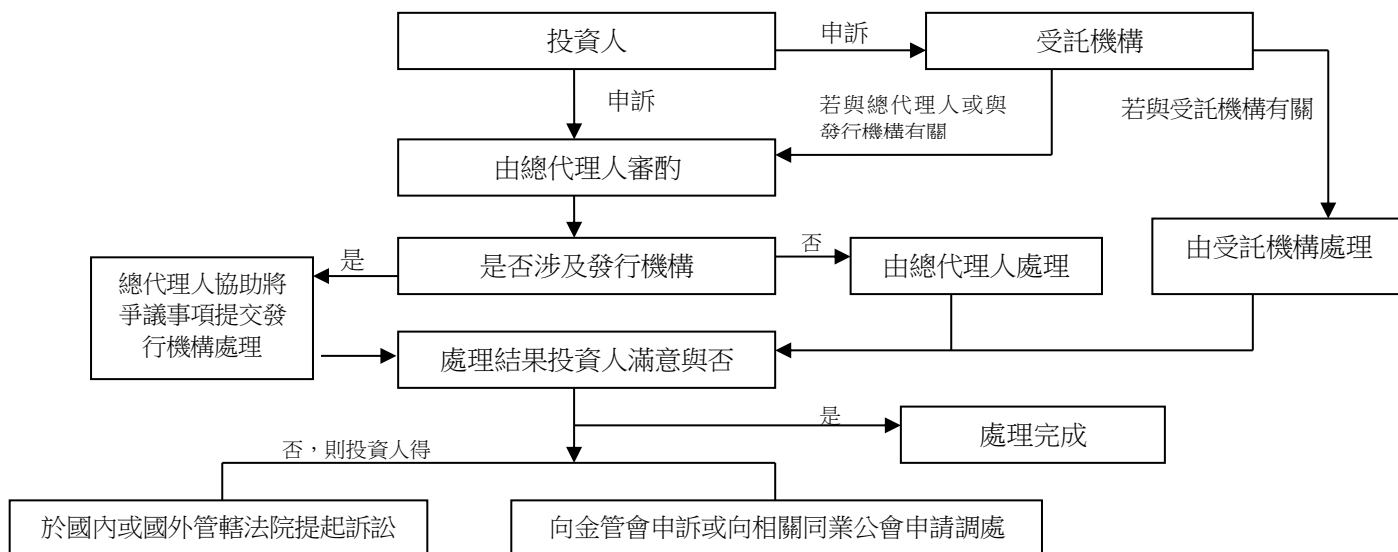 投資人
申訴
受託機構
申訴
若與總代理人或與
發行機構有關
若與受託機構有關
由總代理人審酌
是
是否涉及發行機構
否
由總代理人處理
由受託機構處理
總代理人協助將
爭議事項提交發
行機構處理
處理結果投資人滿意與否
是
處理完成
否，則投資人得
於國內或國外管轄法院提起訴訟
向金管會申訴或向相關同業公會申請調處